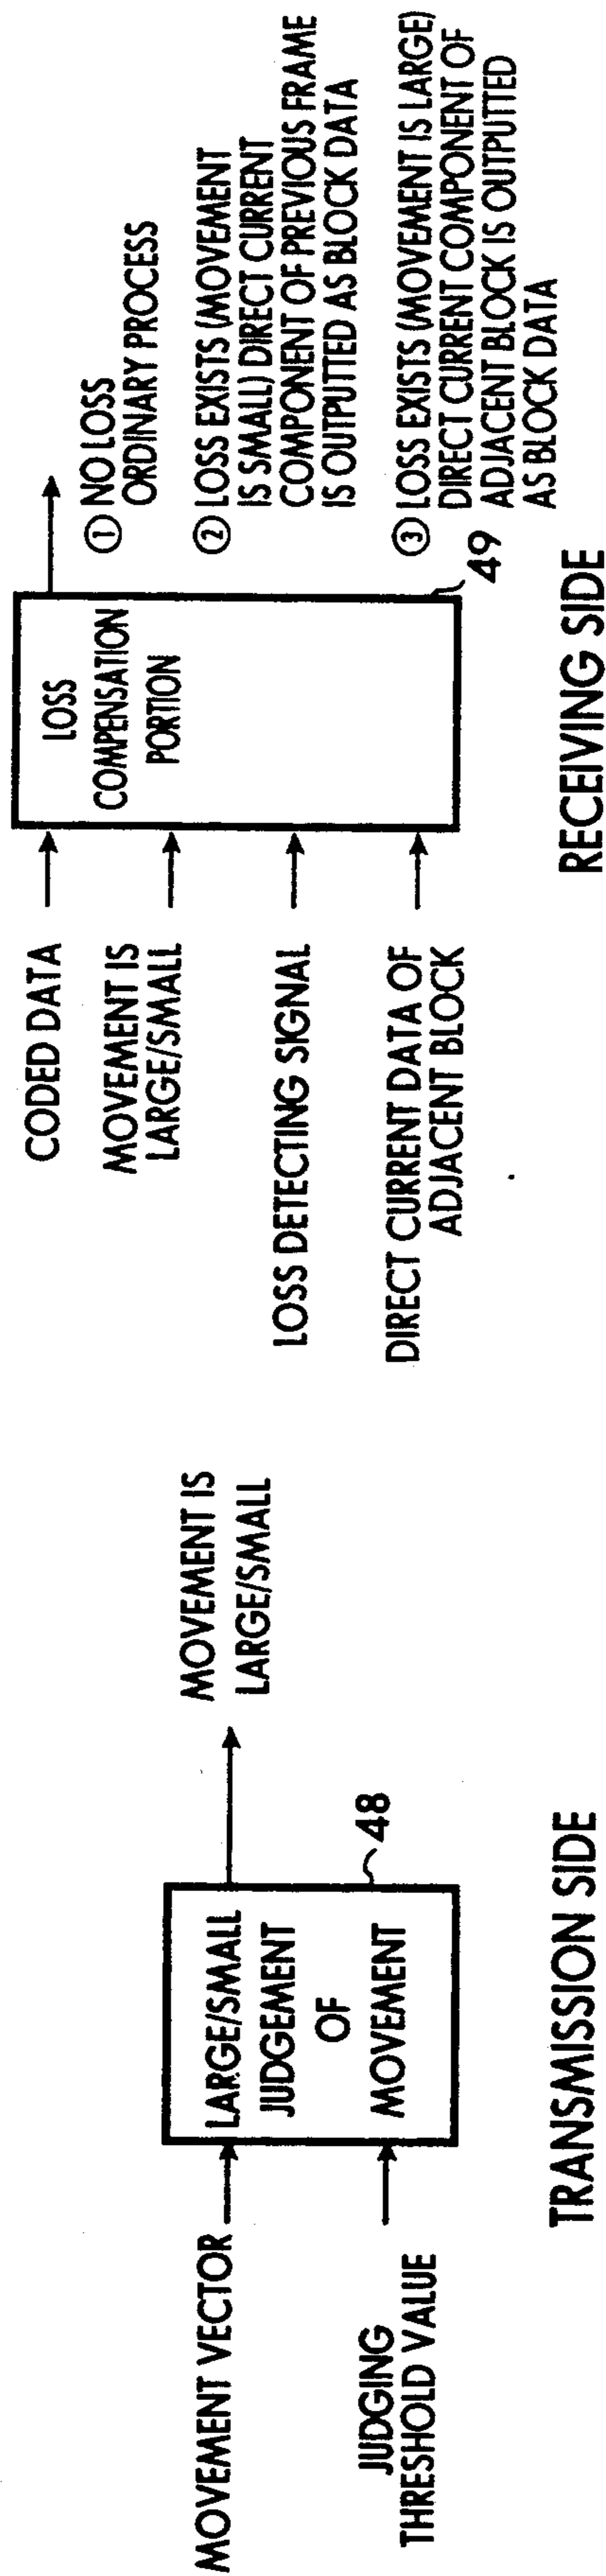 MOVEMENT VECTOR
JUDGING
THRESHOLD VALUE
LARGE/SMALL
JUDGEMENT
OF
MOVEMENT
48
MOVEMENT IS
LARGE/SMALL
TRANSMISSION SIDE
CODED DATA
MOVEMENT IS
LARGE/SMALL
LOSS DETECTING SIGNAL
DIRECT CURRENT DATA OF
ADJACENT BLOCK
LOSS
COMPENSATION
PORTION
49
① NO LOSS
ORDINARY PROCESS
② LOSS EXISTS (MOVEMENT
IS SMALL) DIRECT CURRENT
COMPONENT OF PREVIOUS FRAME
IS OUTPUTTED AS BLOCK DATA
③ LOSS EXISTS (MOVEMENT IS LARGE)
DIRECT CURRENT COMPONENT OF
ADJACENT BLOCK IS OUTPUTTED
AS BLOCK DATA
RECEIVING SIDE